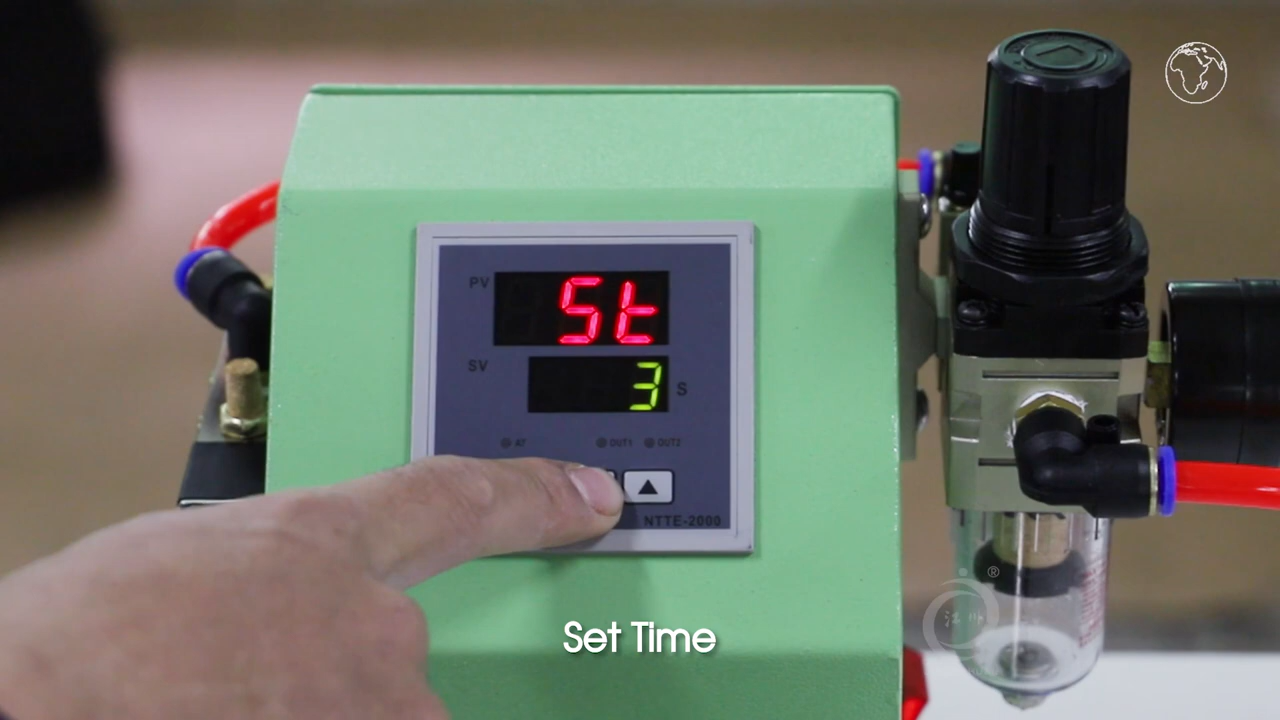 PV
St
SV
3 S
AT OUT1 OUT2
NTTE-2000
®
Set Time